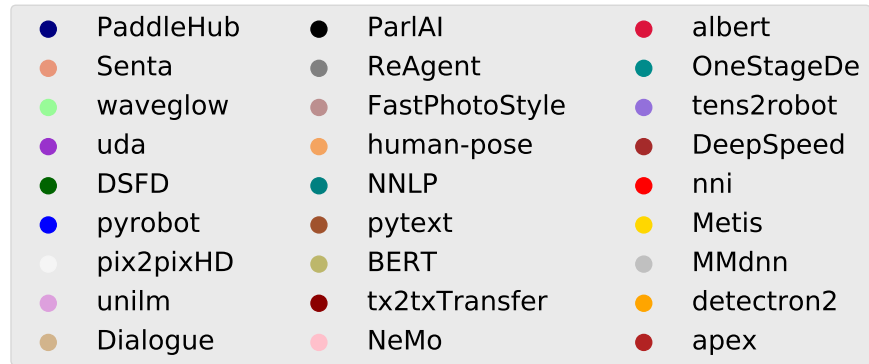 PaddleHub ParlAI albert
Senta ReAgent OneStageDe
waveglow FastPhotoStyle tens2robot
uda human-pose DeepSpeed
DSFD NNLP nni
pyrobot pytext Metis
pix2pixHD BERT MMdnn
unilm tx2txTransfer detectron2
Dialogue NeMo apex